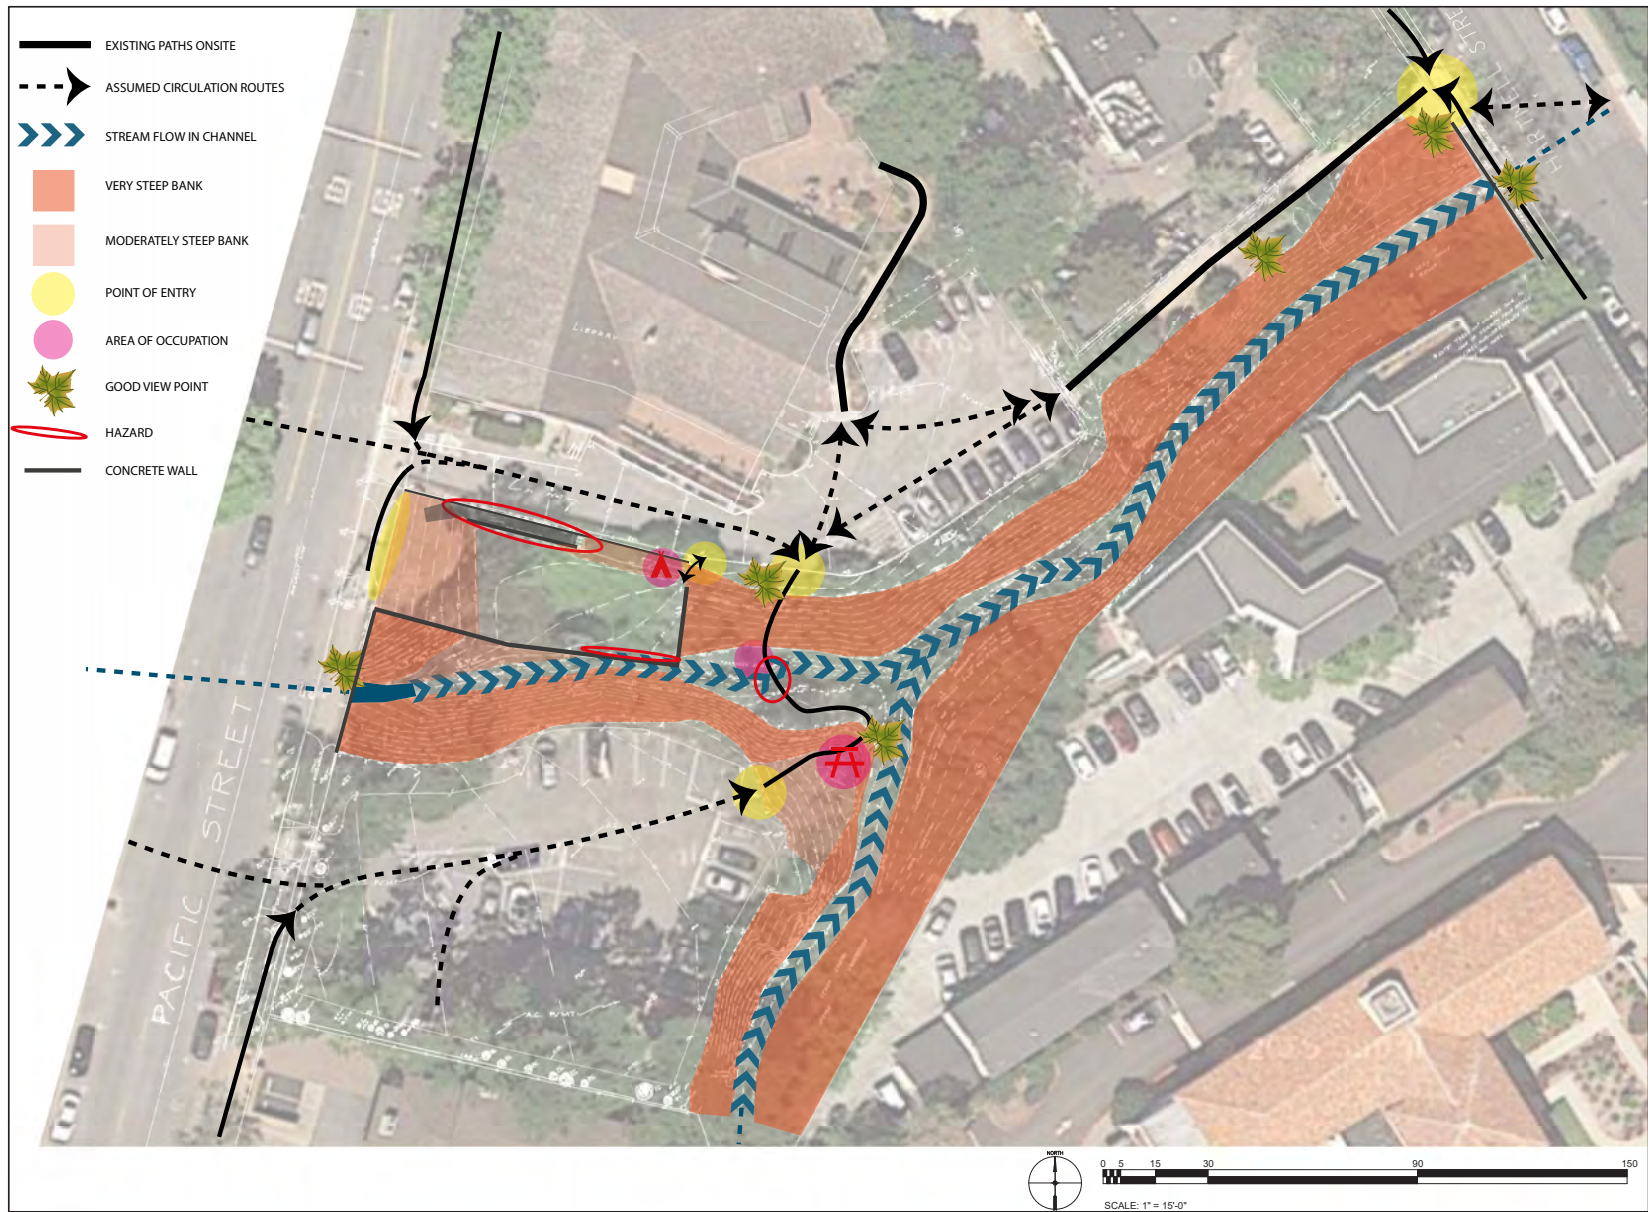 EXISTING PATHS ONSITE
ASSUMED CIRCULATION ROUTES
STREAM FLOW IN CHANNEL
VERY STEEP BANK
MODERATELY STEEP BANK
POINT OF ENTRY
AREA OF OCCUPATION
GOOD VIEW POINT
HAZARD
CONCRETE WALL
LIBRARY
PACIFIC STREET
NORTH
0 5 15 30 90 150
SCALE: 1" = 15'-0"